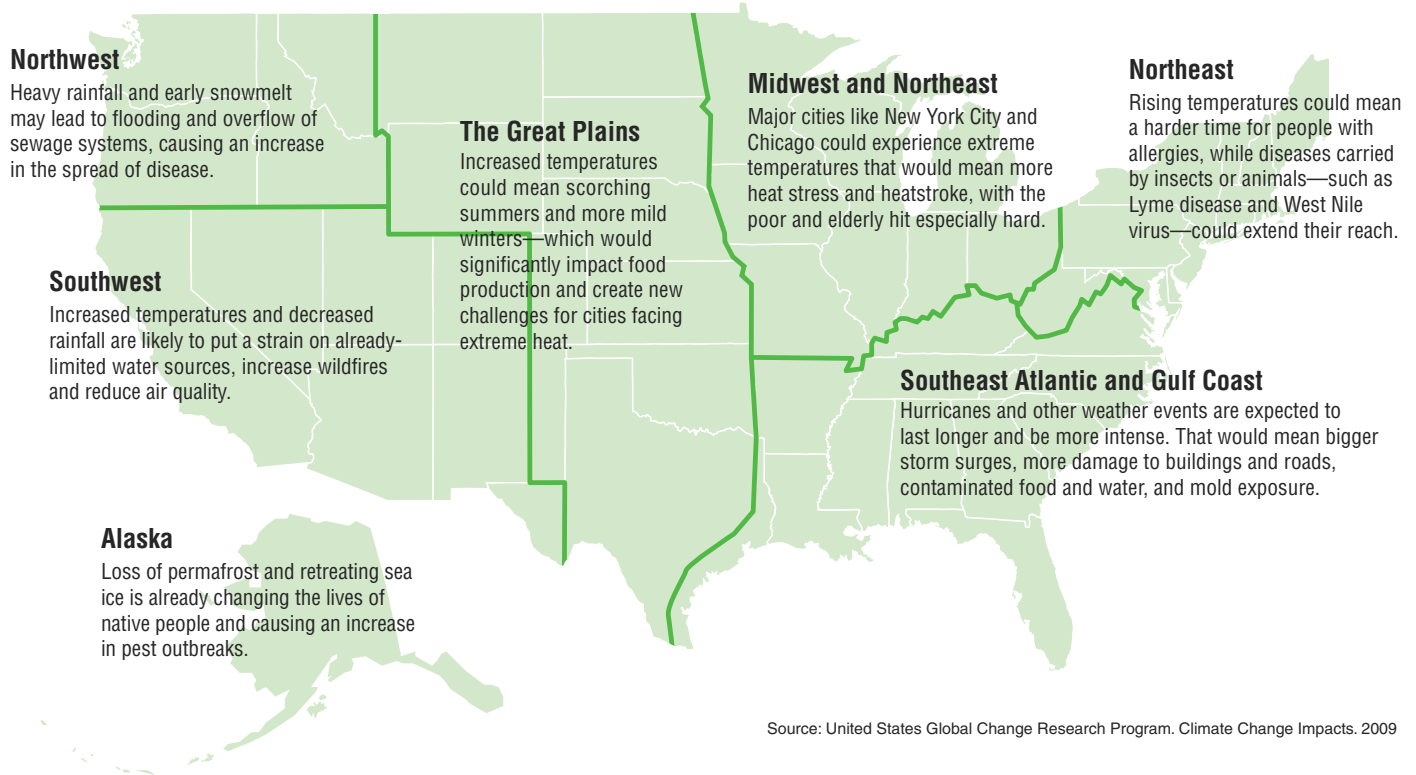 Northwest
Heavy rainfall and early snowmelt
may lead to flooding and overflow of
sewage systems, causing an increase
in the spread of disease.
The Great Plains
Increased temperatures
could mean scorching
summers and more mild
winters—which would
significantly impact food
production and create new
challenges for cities facing
extreme heat.
Midwest and Northeast
Major cities like New York City and
Chicago could experience extreme
temperatures that would mean more
heat stress and heatstroke, with the
poor and elderly hit especially hard.
Northeast
Rising temperatures could mean
a harder time for people with
allergies, while diseases carried
by insects or animals—such as
Lyme disease and West Nile
virus—could extend their reach.
Southwest
Increased temperatures and decreased
rainfall are likely to put a strain on already-
limited water sources, increase wildfires
and reduce air quality.
Southeast Atlantic and Gulf Coast
Hurricanes and other weather events are expected to
last longer and be more intense. That would mean bigger
storm surges, more damage to buildings and roads,
contaminated food and water, and mold exposure.
Alaska
Loss of permafrost and retreating sea
ice is already changing the lives of
native people and causing an increase
in pest outbreaks.
Source: United States Global Change Research Program. Climate Change Impacts. 2009